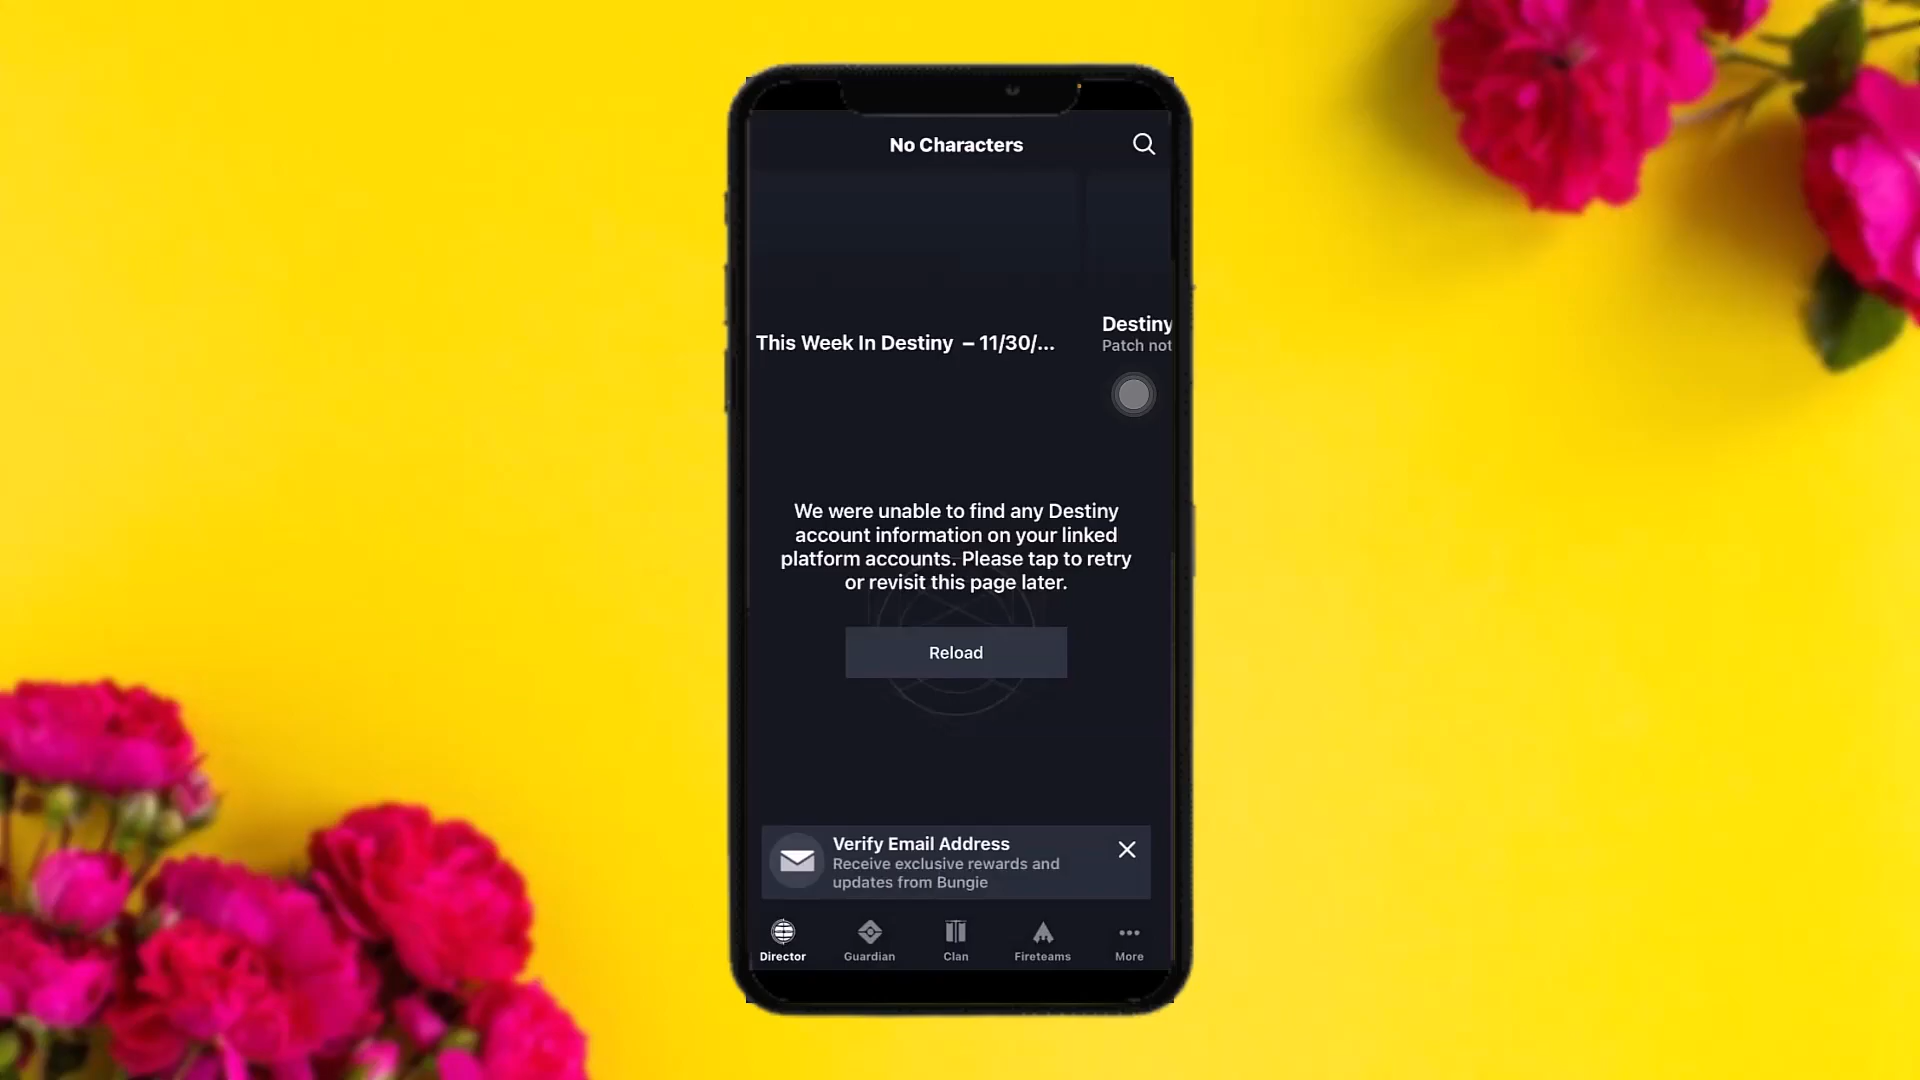 No Characters
This Week In Destiny – 11/30/...
Destiny
Patch not
We were unable to find any Destiny
account information on your linked
platform accounts. Please tap to retry
or revisit this page later.
Reload
Verify Email Address
Receive exclusive rewards and
updates from Bungie
Director
Guardian
Clan
Fireteams
More